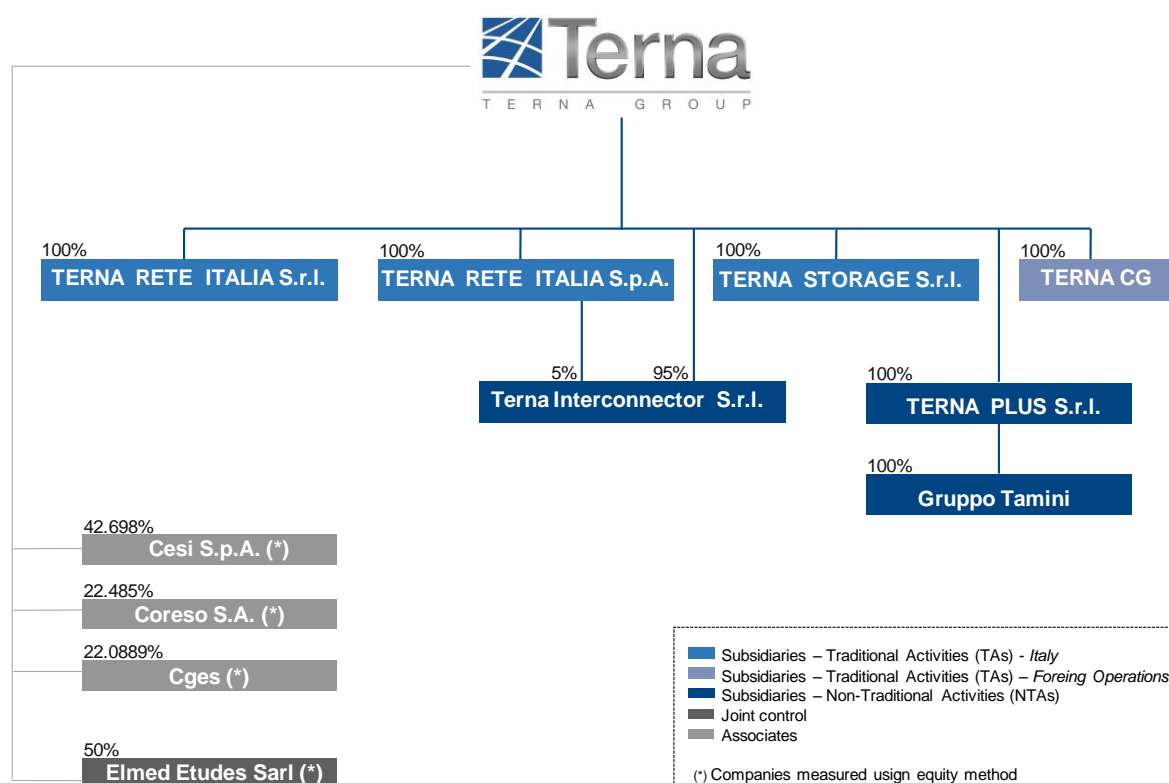 Terna
TERNA GROUP
100%
TERNA RETE ITALIA S.r.l.
100%
TERNA RETE ITALIA S.p.A.
100%
TERNA STORAGE S.r.l.
100%
TERNA CG
5%
95%
Terna Interconnector S.r.l.
100%
TERNA PLUS S.r.l.
100%
Gruppo Tamini
42.698%
Cesi S.p.A. (*)
22.485%
Coreso S.A. (*)
22.0889%
Cges (*)
50%
Elmed Etudes Sarl (*)
Subsidiaries – Traditional Activities (TAs) - Italy
Subsidiaries – Traditional Activities (TAs) – Foreing Operations
Subsidiaries – Non-Traditional Activities (NTAs)
Joint control
Associates
(*) Companies measured usign equity method